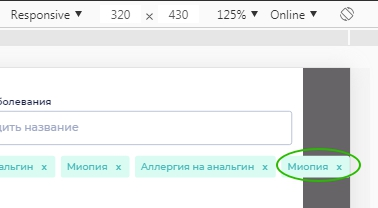 Responsive ▼ 320 × 430 125% ▼ Online ▼
болевания
дить название
альгин x Миопия x Аллергия на анальгин x Миопия x